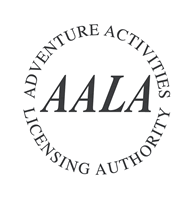 ADVENTURE ACTIVITIES
AALA
LICENSING AUTHORITY